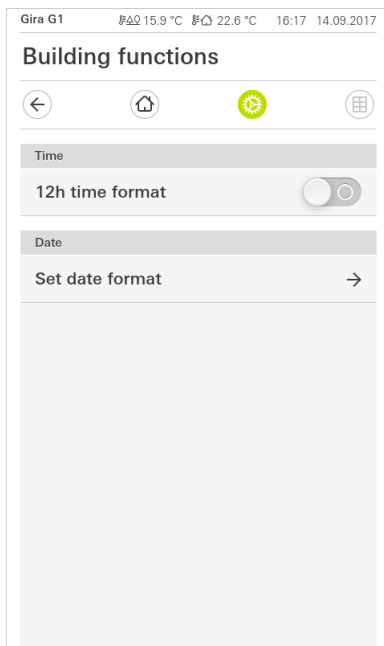 Gira G1 15.9 °C 22.6 °C 16:17 14.09.2017
Building functions
Time
12h time format
Date
Set date format